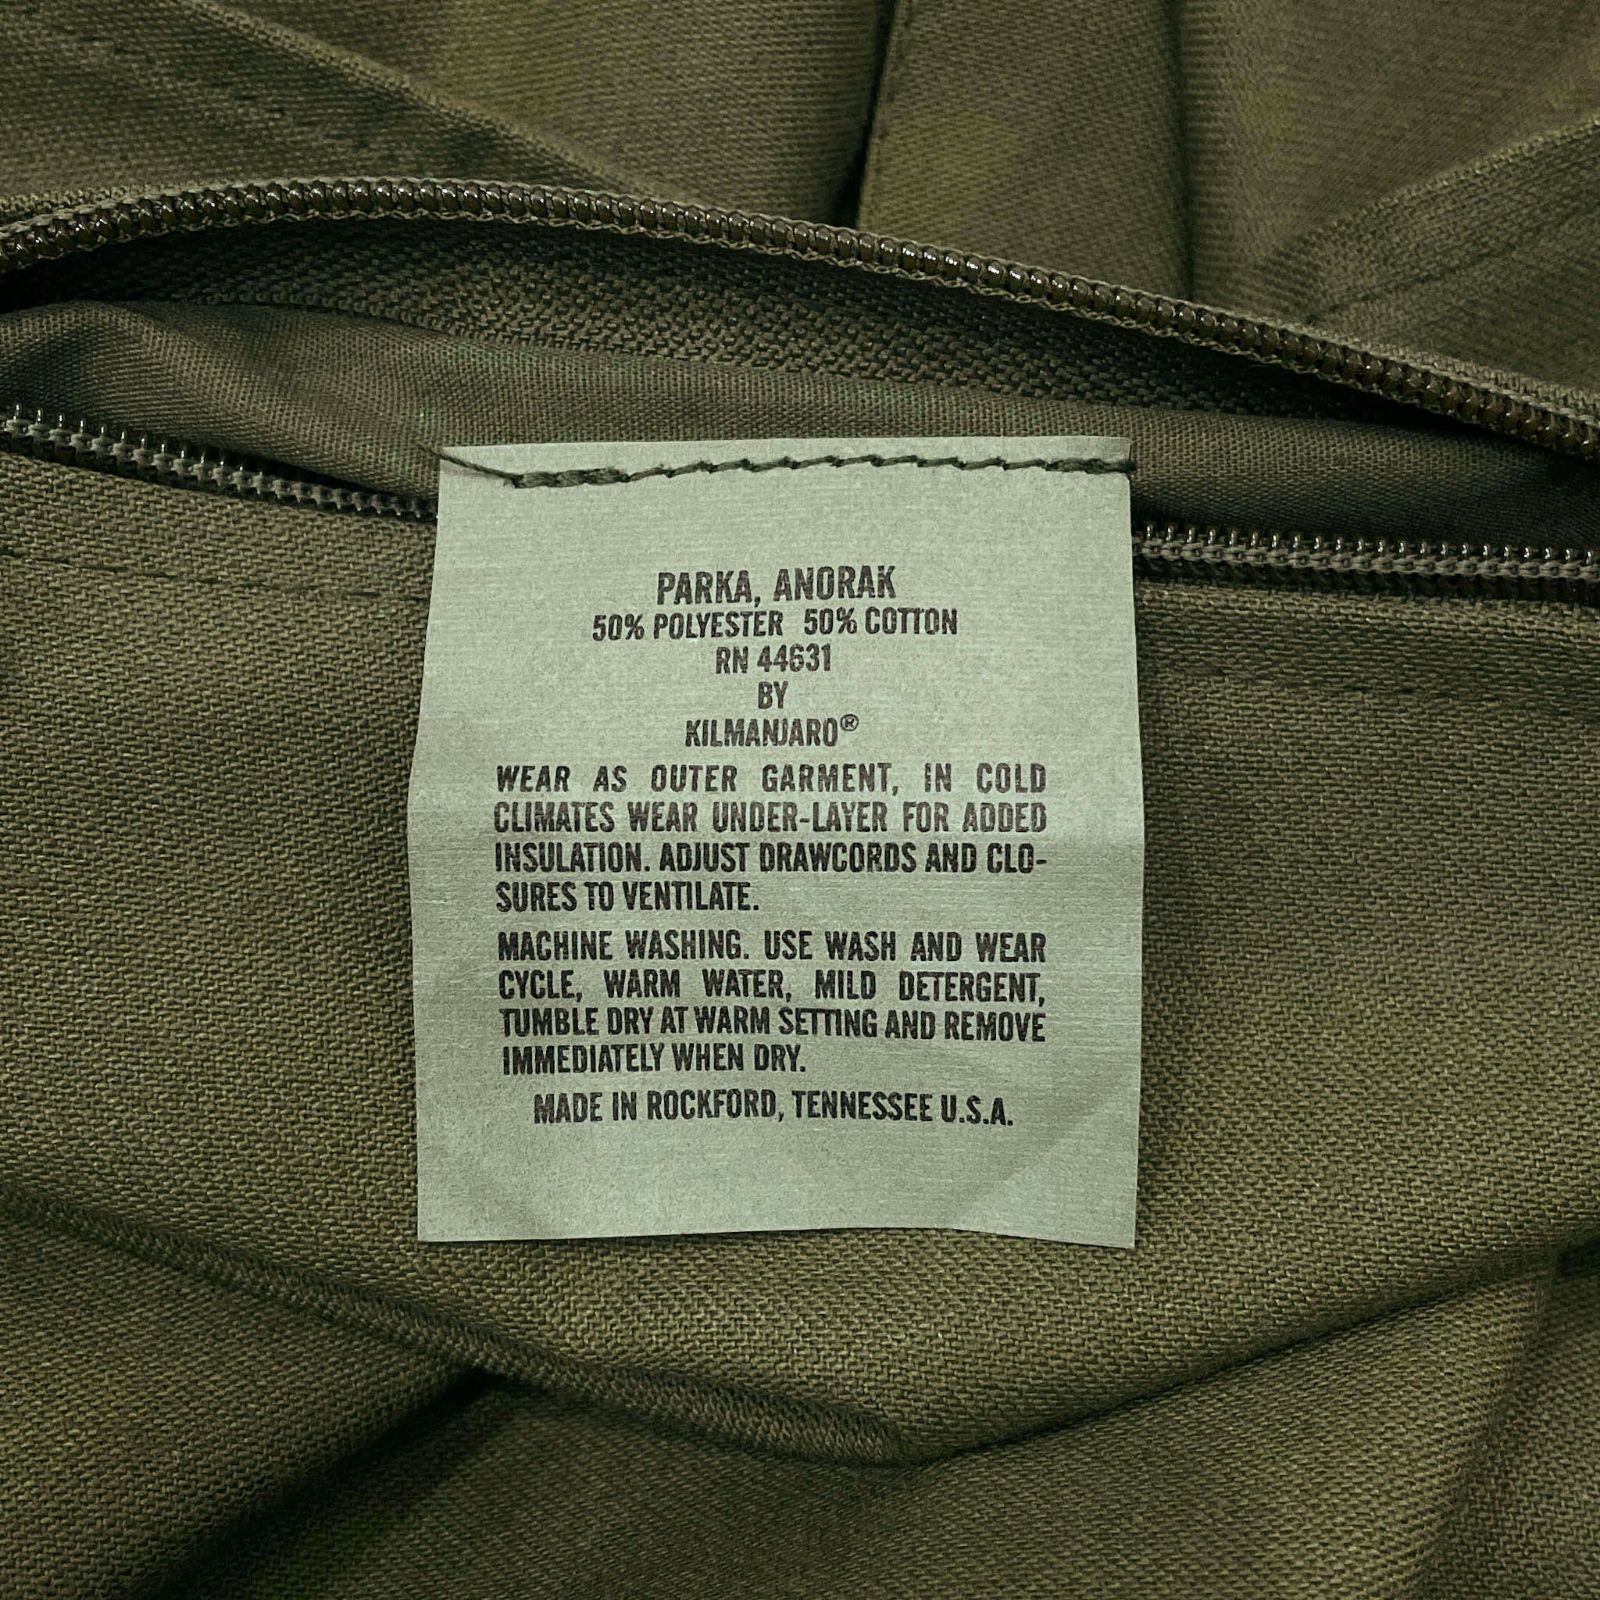 PARKA, ANORAK
50% POLYESTER 50% COTTON
RN 44631
BY
KILMANJARO®
WEAR AS OUTER GARMENT, IN COLD
CLIMATES WEAR UNDER-LAYER FOR ADDED
INSULATION. ADJUST DRAWCORDS AND CLO-
SURES TO VENTILATE.
MACHINE WASHING. USE WASH AND WEAR
CYCLE, WARM WATER, MILD DETERGENT,
TUMBLE DRY AT WARM SETTING AND REMOVE
IMMEDIATELY WHEN DRY.
MADE IN ROCKFORD, TENNESSEE U.S.A.